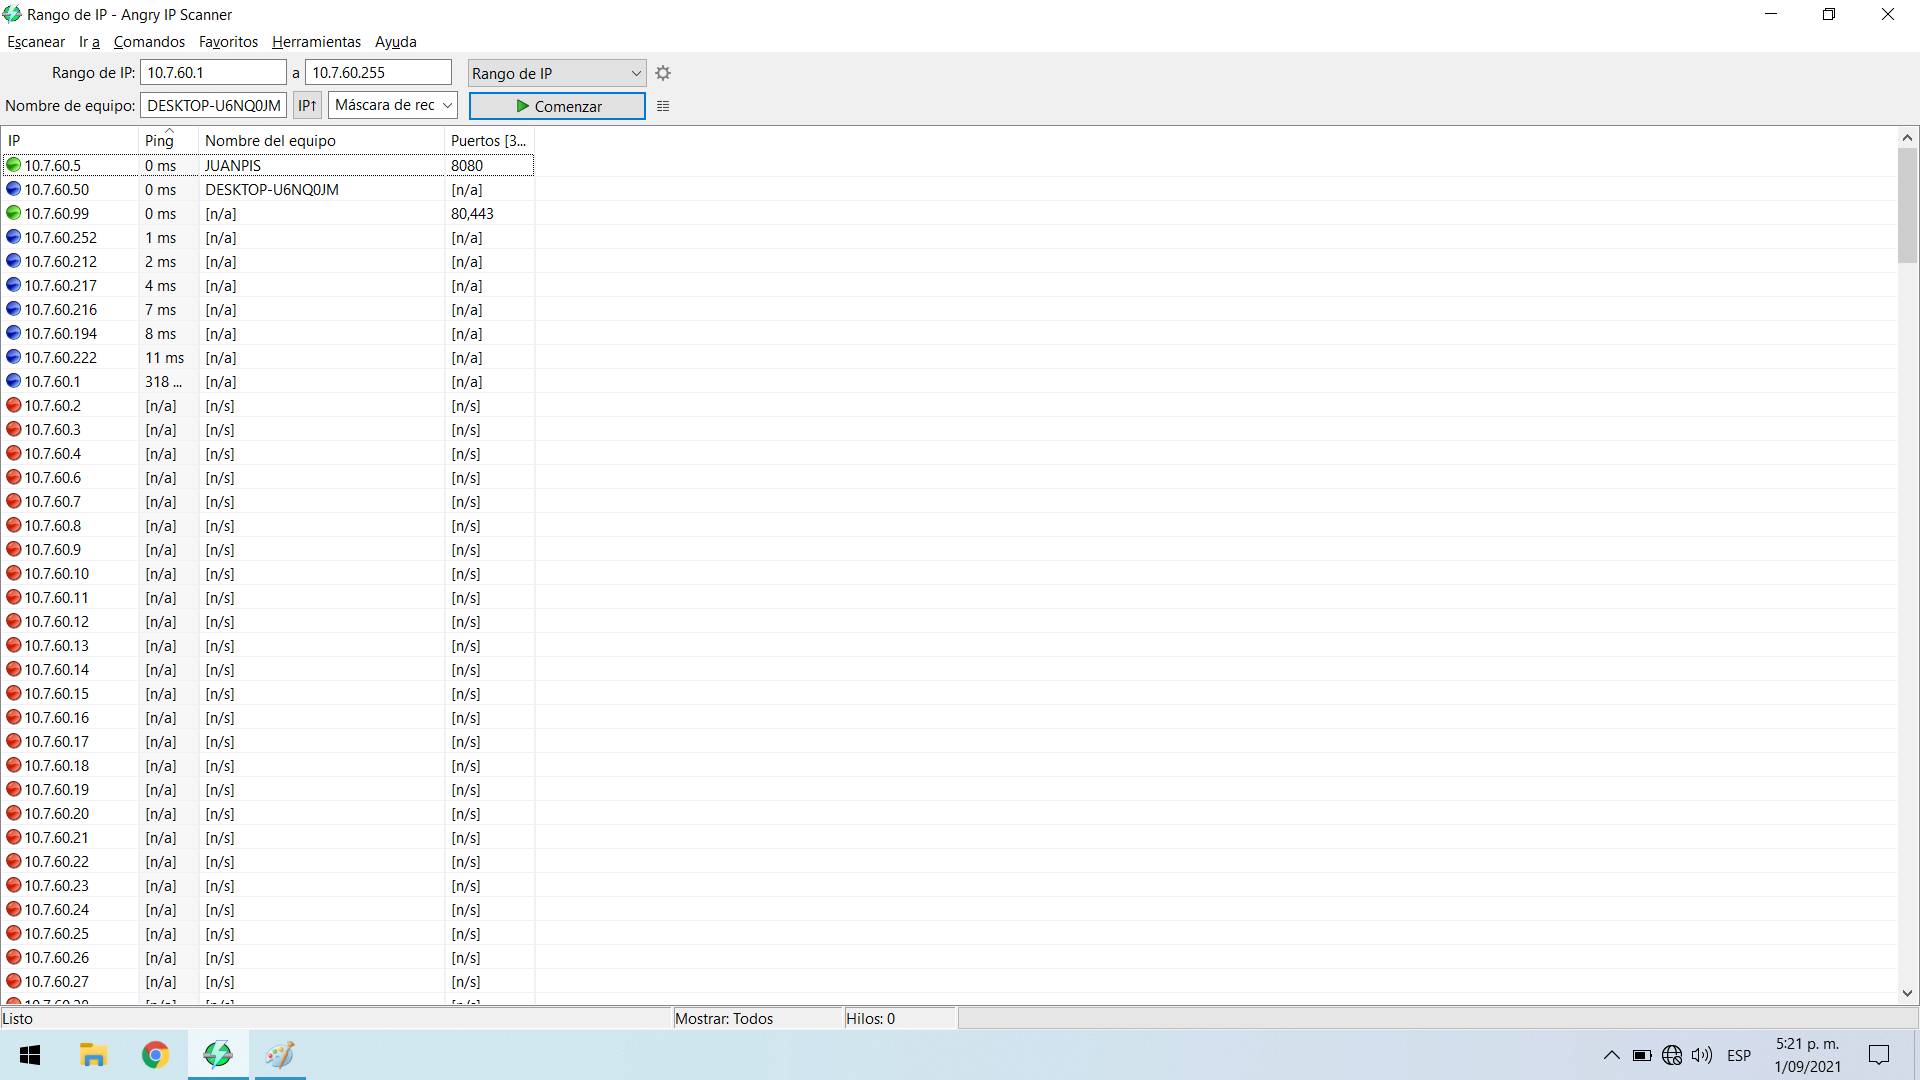 Rango de IP - Angry IP Scanner
Escanear Ir a Comandos Favoritos Herramientas Ayuda
Rango de IP: 10.7.60.1 a 10.7.60.255 Rango de IP
Nombre de equipo: DESKTOP-U6NQ0JM IP↑ Máscara de rec Comenzar
IP Ping Nombre del equipo Puertos [3...
10.7.60.5 0 ms JUANPIS 8080
10.7.60.50 0 ms DESKTOP-U6NQ0JM [n/a]
10.7.60.99 0 ms [n/a] 80,443
10.7.60.252 1 ms [n/a] [n/a]
10.7.60.212 2 ms [n/a] [n/a]
10.7.60.217 4 ms [n/a] [n/a]
10.7.60.216 7 ms [n/a] [n/a]
10.7.60.194 8 ms [n/a] [n/a]
10.7.60.222 11 ms [n/a] [n/a]
10.7.60.1 318 ... [n/a] [n/a]
10.7.60.2 [n/a] [n/s] [n/s]
10.7.60.3 [n/a] [n/s] [n/s]
10.7.60.4 [n/a] [n/s] [n/s]
10.7.60.6 [n/a] [n/s] [n/s]
10.7.60.7 [n/a] [n/s] [n/s]
10.7.60.8 [n/a] [n/s] [n/s]
10.7.60.9 [n/a] [n/s] [n/s]
10.7.60.10 [n/a] [n/s] [n/s]
10.7.60.11 [n/a] [n/s] [n/s]
10.7.60.12 [n/a] [n/s] [n/s]
10.7.60.13 [n/a] [n/s] [n/s]
10.7.60.14 [n/a] [n/s] [n/s]
10.7.60.15 [n/a] [n/s] [n/s]
10.7.60.16 [n/a] [n/s] [n/s]
10.7.60.17 [n/a] [n/s] [n/s]
10.7.60.18 [n/a] [n/s] [n/s]
10.7.60.19 [n/a] [n/s] [n/s]
10.7.60.20 [n/a] [n/s] [n/s]
10.7.60.21 [n/a] [n/s] [n/s]
10.7.60.22 [n/a] [n/s] [n/s]
10.7.60.23 [n/a] [n/s] [n/s]
10.7.60.24 [n/a] [n/s] [n/s]
10.7.60.25 [n/a] [n/s] [n/s]
10.7.60.26 [n/a] [n/s] [n/s]
10.7.60.27 [n/a] [n/s] [n/s]
Listo Mostrar: Todos Hilos: 0
ESP 5:21 p. m.
1/09/2021